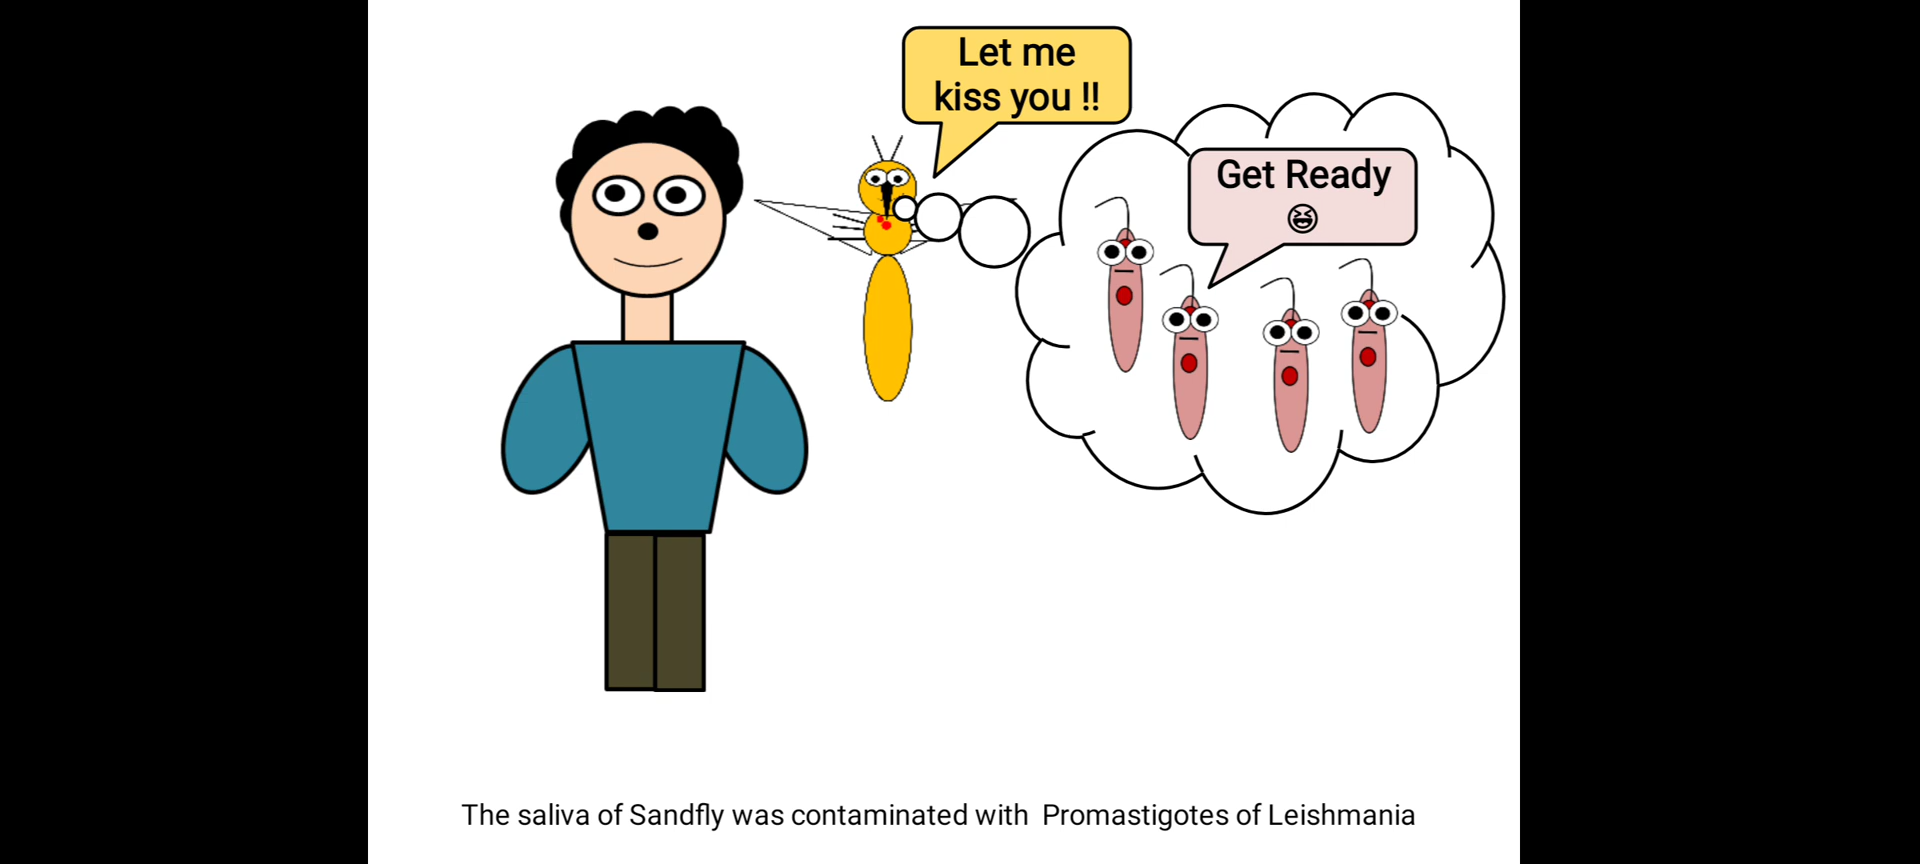 Let me
kiss you !!
Get Ready
😆
The saliva of Sandfly was contaminated with  Promastigotes of Leishmania